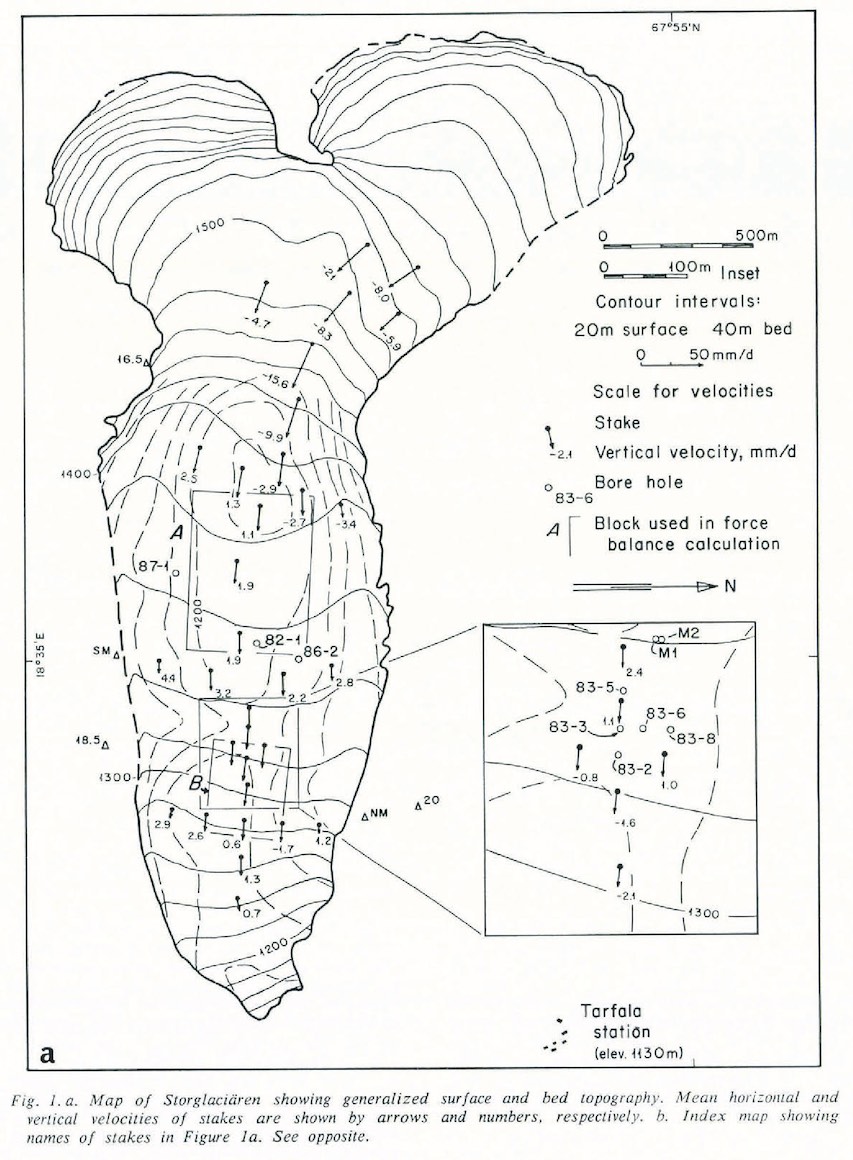 67°55'N
1500
0 500m
0 100m Inset
Contour intervals:
20m surface 40m bed
0 50mm/d
Scale for velocities
Stake
-2.1
Vertical velocity, mm/d
Bore hole
83-6
A
Block used in force
balance calculation
N
-21
-8.0
-4.7
-8.3
-5.9
16.5
-15.6
-9.9
1400
2.5
1.3
-2.9
-2.7
1.1
-3.4
A
87-1
1.9
1200
18°35'E
SM
1.9
82-1
86-2
4.4
3.2
2.2
2.8
18.5
1300
B
2.9
2.6
0.6
-1.7
1.2
NM
20
1.3
0.7
1200
M2
M1
2.4
83-5
1.1
83-6
83-3
83-8
83-2
-0.8
1.0
-1.6
-2.1
1300
Tarfala
station
(elev. 1130m)
a
Fig. 1. a. Map of Storglaciären showing generalized surface and bed topography. Mean horizontal and
vertical velocities of stakes are shown by arrows and numbers, respectively. b. Index map showing
names of stakes in Figure 1a. See opposite.